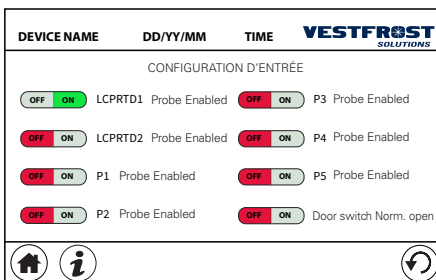 DEVICE NAME DD/YY/MM TIME VESTFROST
SOLUTIONS
CONFIGURATION D'ENTRÉE
OFF ON LCPRTD1 Probe Enabled OFF ON P3 Probe Enabled
OFF ON LCPRTD2 Probe Enabled OFF ON P4 Probe Enabled
OFF ON P1 Probe Enabled OFF ON P5 Probe Enabled
OFF ON P2 Probe Enabled OFF ON Door switch Norm. open
i